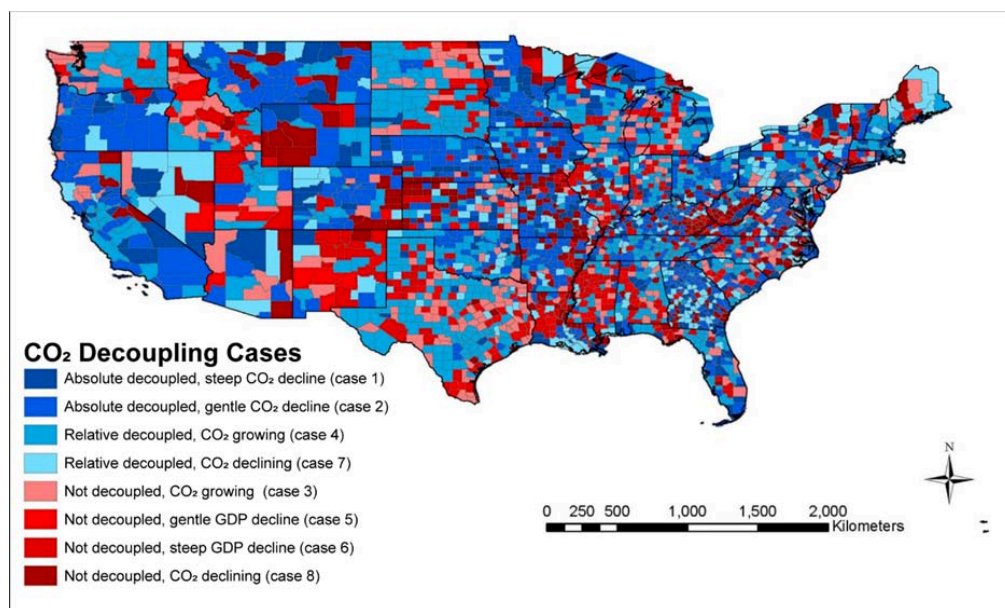 CO₂ Decoupling Cases
Absolute decoupled, steep CO₂ decline (case 1)
Absolute decoupled, gentle CO₂ decline (case 2)
Relative decoupled, CO₂ growing (case 4)
Relative decoupled, CO₂ declining (case 7)
Not decoupled, CO₂ growing (case 3)
Not decoupled, gentle GDP decline (case 5)
Not decoupled, steep GDP decline (case 6)
Not decoupled, CO₂ declining (case 8)
N
0 250 500 1,000 1,500 2,000
Kilometers